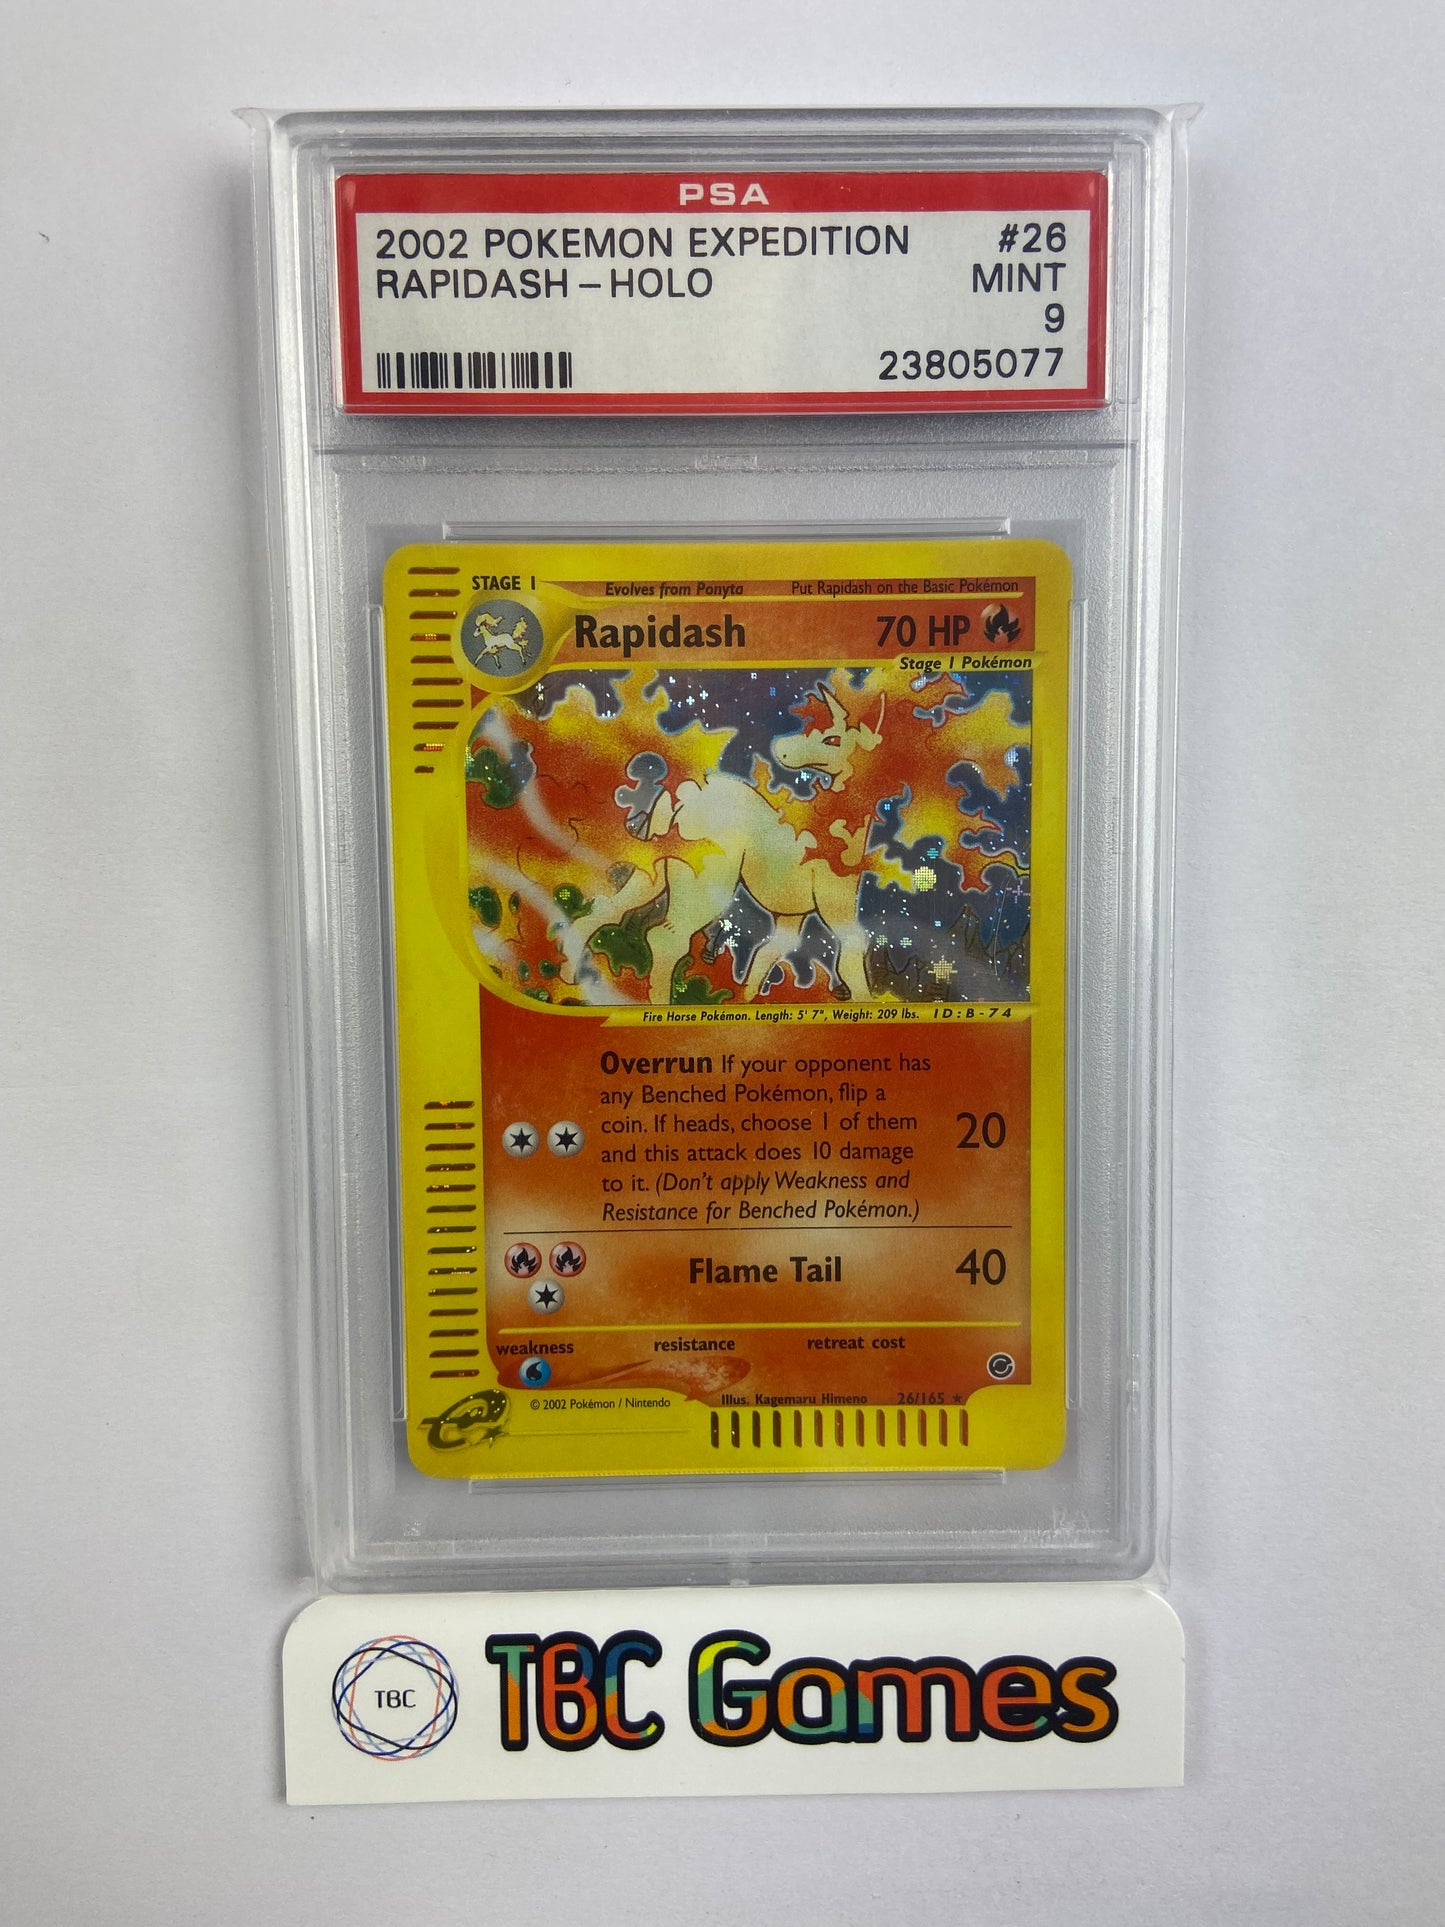 PSA
2002 POKEMON EXPEDITION #26
RAPIDASH - HOLO MINT
9
23805077
STAGE 1 Evolves from Ponyta Put Rapidash on the Basic Pokémon
Rapidash 70 HP
Stage 1 Pokémon
Fire Horse Pokémon. Length: 5' 7", Weight: 209 lbs. ID:B-74
Overrun If your opponent has
any Benched Pokémon, flip a
coin. If heads, choose 1 of them
and this attack does 10 damage
to it. (Don't apply Weakness and
Resistance for Benched Pokémon.)
20
Flame Tail 40
weakness resistance retreat cost
© 2002 Pokémon / Nintendo Illus. Kagemaru Himeno 26/165 ★
TBC TBC Games